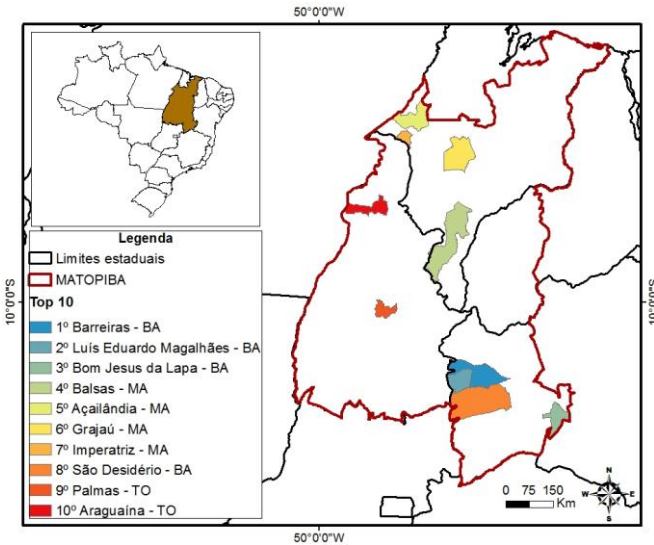 50°0'0"W
Legenda
Limites estaduais
MATOPIBA
Top 10
1º Barreiras - BA
2º Luís Eduardo Magalhães - BA
3º Bom Jesus da Lapa - BA
4º Balsas - MA
5º Açailândia - MA
6º Grajaú - MA
7º Imperatriz - MA
8º São Desidério - BA
9º Palmas - TO
10º Araguaína - TO
10°0'0"S
10°0'0"S
N
W
E
S
0 75 150
Km
50°0'0"W